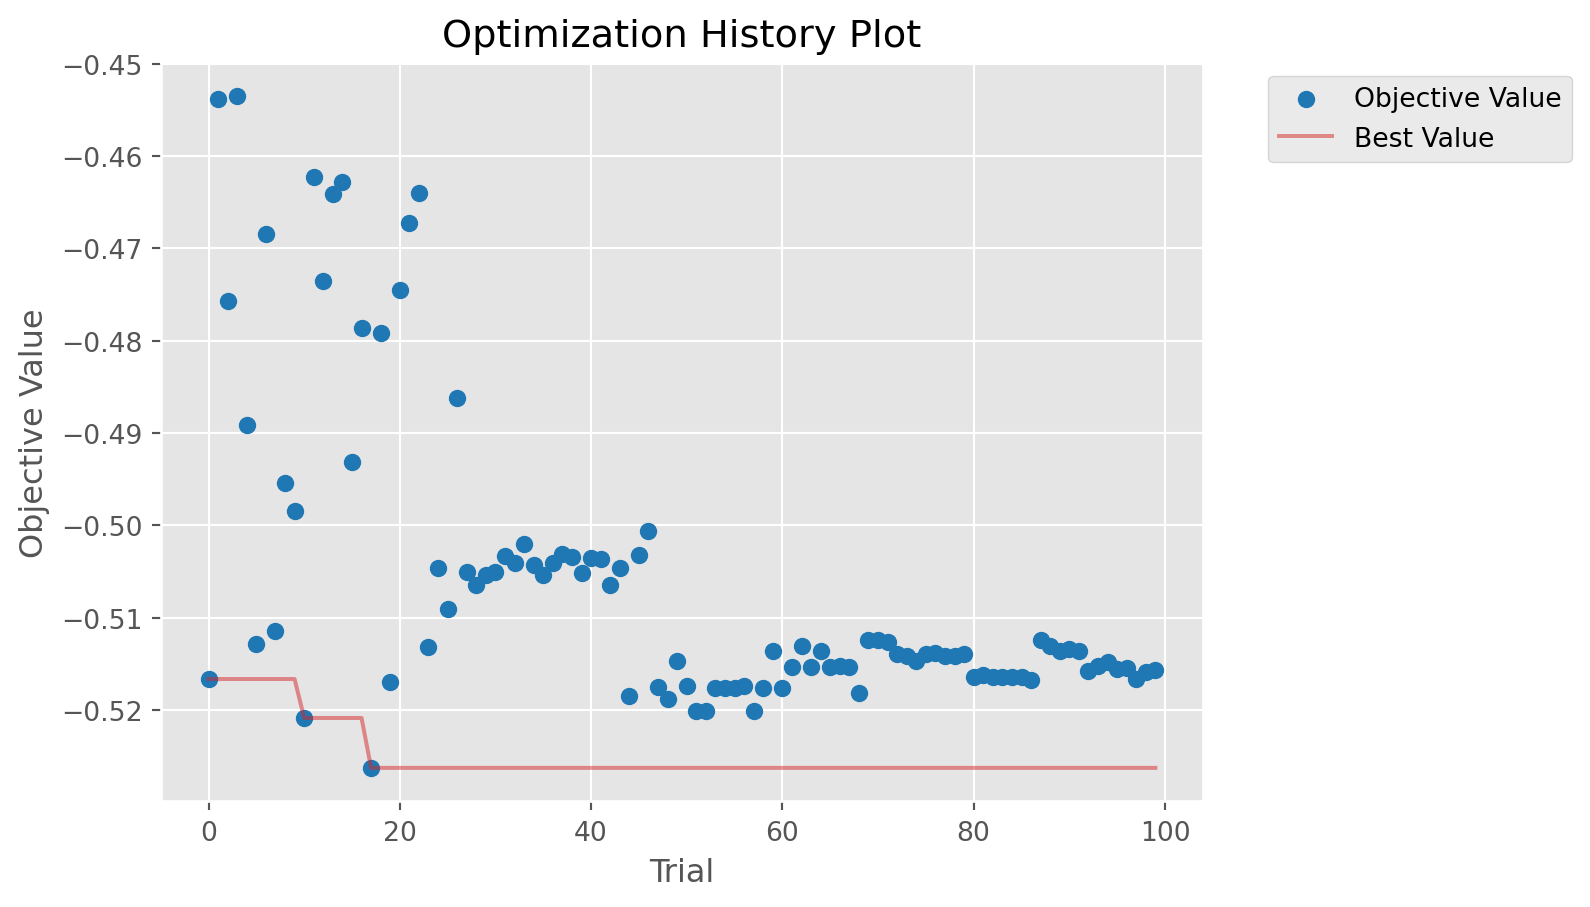 Optimization History Plot
Objective Value
Best Value
−0.45
−0.46
−0.47
−0.48
−0.49
−0.50
−0.51
−0.52
Objective Value
0 20 40 60 80 100
Trial